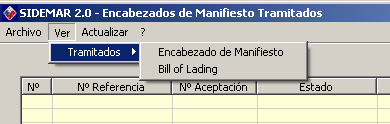 SIDEMAR 2.0 - Encabezados de Manifiesto Tramitados
Archivo Ver Actualizar ?
Tramitados
Encabezado de Manifiesto
Bill of Lading
Nº Nº Referencia Nº Aceptación Estado